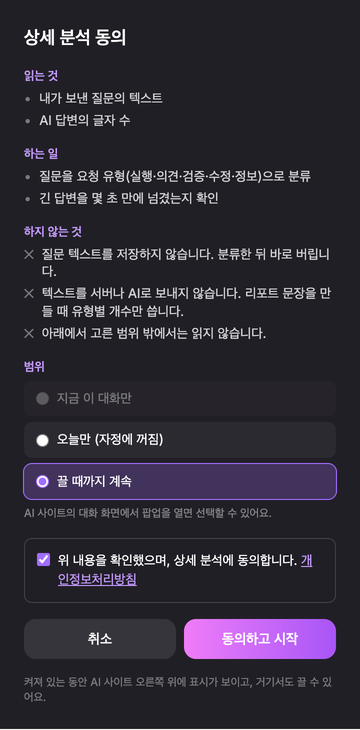 상세 분석 동의
읽는 것
• 내가 보낸 질문의 텍스트
• AI 답변의 글자 수
하는 일
• 질문을 요청 유형(실행·의견·검증·수정·정보)으로 분류
• 긴 답변을 몇 초 만에 넘겼는지 확인
하지 않는 것
× 질문 텍스트를 저장하지 않습니다. 분류한 뒤 바로 버립니
다.
× 텍스트를 서버나 AI로 보내지 않습니다. 리포트 문장을 만
들 때 유형별 개수만 씁니다.
× 아래에서 고른 범위 밖에서는 읽지 않습니다.
범위
지금 이 대화만
오늘만 (자정에 꺼짐)
끌 때까지 계속
AI 사이트의 대화 화면에서 팝업을 열면 선택할 수 있어요.
위 내용을 확인했으며, 상세 분석에 동의합니다. 개
인정보처리방침
취소
동의하고 시작
켜져 있는 동안 AI 사이트 오른쪽 위에 표시가 보이고, 거기서도 끌 수 있
어요.